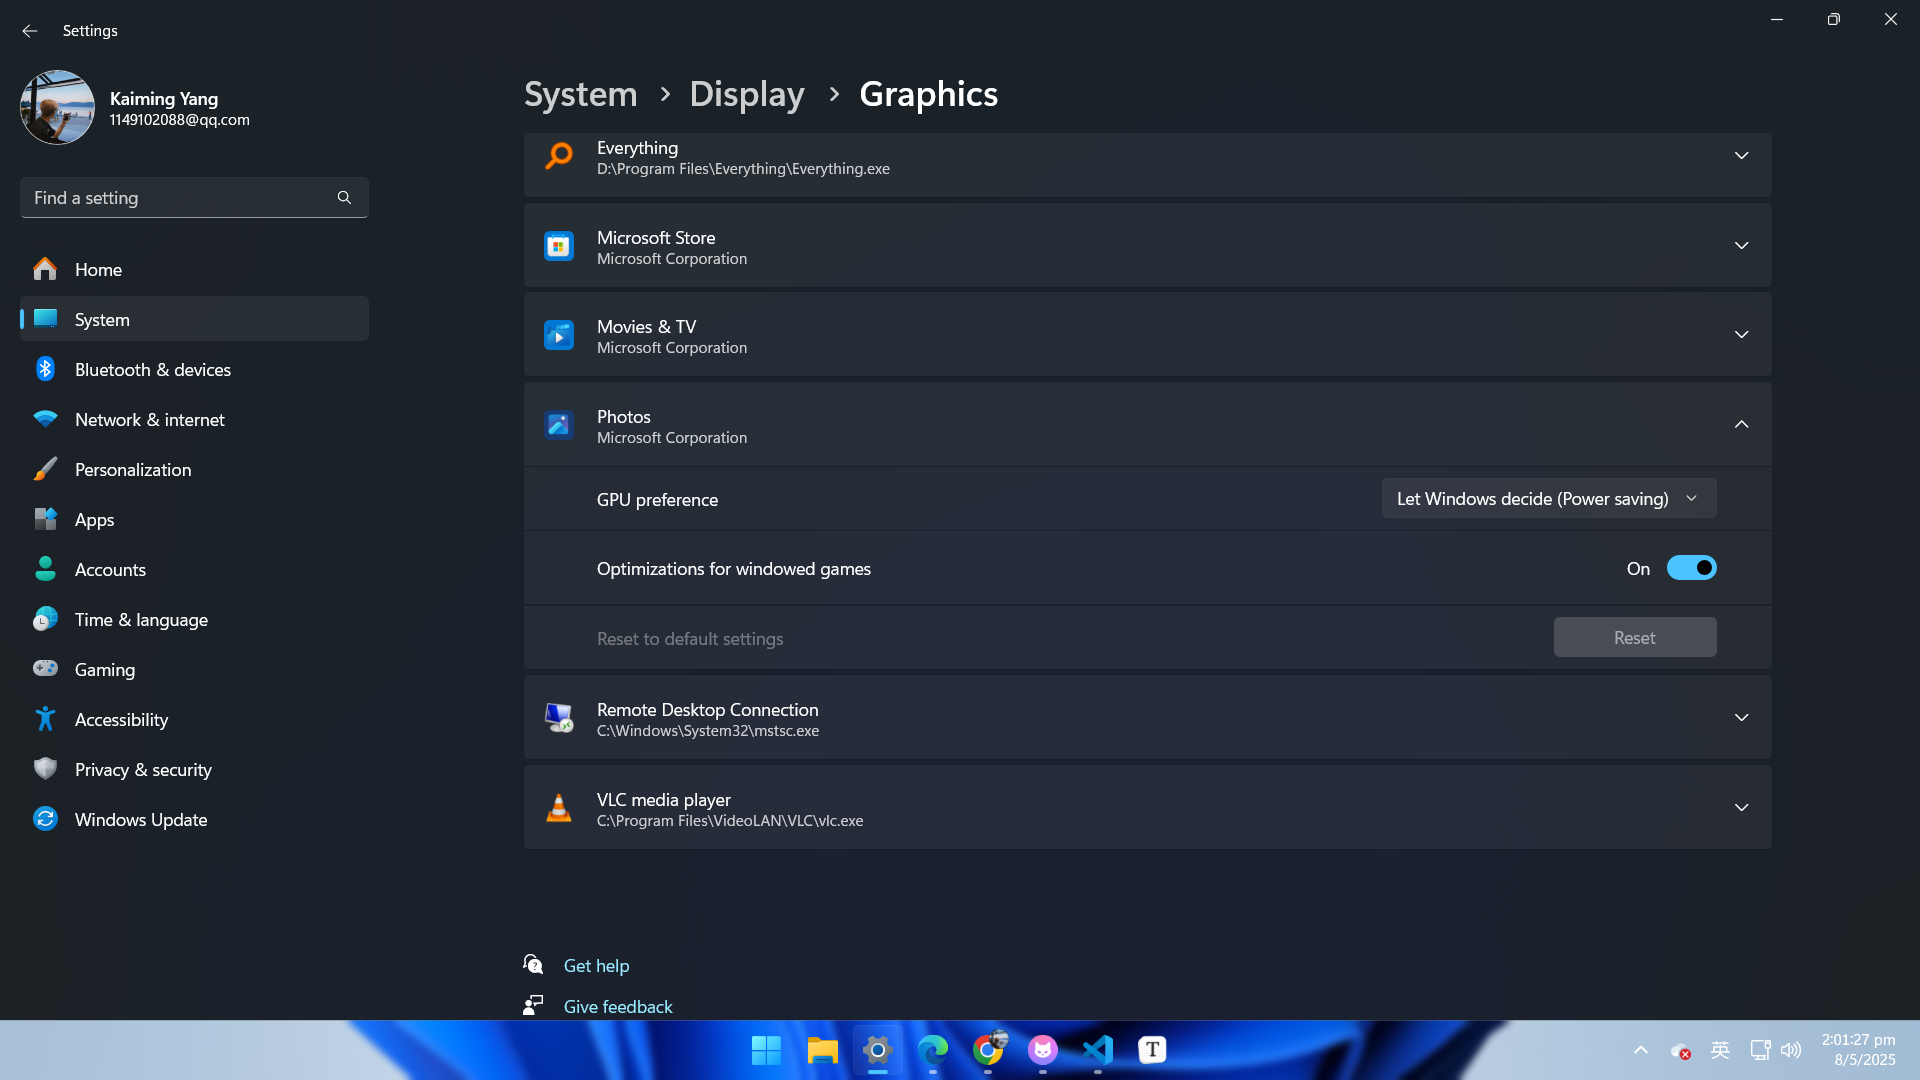 Settings
Kaiming Yang
1149102088@qq.com
Find a setting
Home
System
Bluetooth & devices
Network & internet
Personalization
Apps
Accounts
Time & language
Gaming
Accessibility
Privacy & security
Windows Update
System > Display > Graphics
Everything
D:\Program Files\Everything\Everything.exe
Microsoft Store
Microsoft Corporation
Movies & TV
Microsoft Corporation
Photos
Microsoft Corporation
GPU preference
Let Windows decide (Power saving)
Optimizations for windowed games
On
Reset to default settings
Reset
Remote Desktop Connection
C:\Windows\System32\mstsc.exe
VLC media player
C:\Program Files\VideoLAN\VLC\vlc.exe
Get help
Give feedback
T
英
2:01:27 pm
8/5/2025